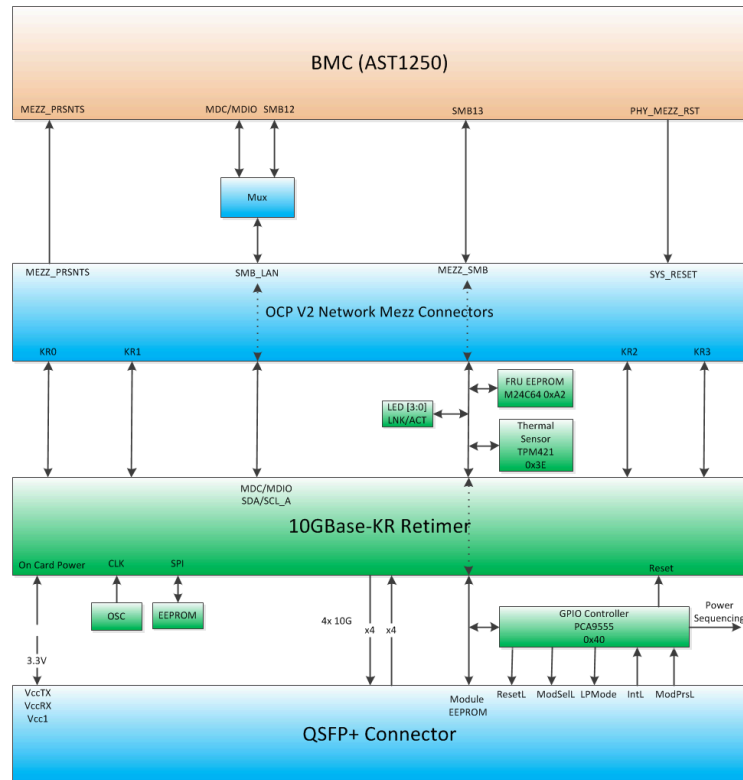 BMC (AST1250)
MEZZ_PRSNTS
MDC/MDIO
SMB12
SMB13
PHY_MEZZ_RST
Mux
MEZZ_PRSNTS
SMB_LAN
MEZZ_SMB
SYS_RESET
OCP V2 Network Mezz Connectors
KR0
KR1
KR2
KR3
FRU EEPROM
M24C64 0xA2
LED [3:0]
LNK/ACT
Thermal
Sensor
TPM421
0x3E
MDC/MDIO
SDA/SCL_A
10GBase-KR Retimer
On Card Power
CLK
SPI
Reset
OSC
EEPROM
4x 10G
x4
x4
GPIO Controller
PCA9555
0x40
Power
Sequencing
3.3V
VccTX
VccRX
Vcc1
Module
EEPROM
ResetL
ModSelL
LPMode
IntL
ModPrsL
QSFP+ Connector